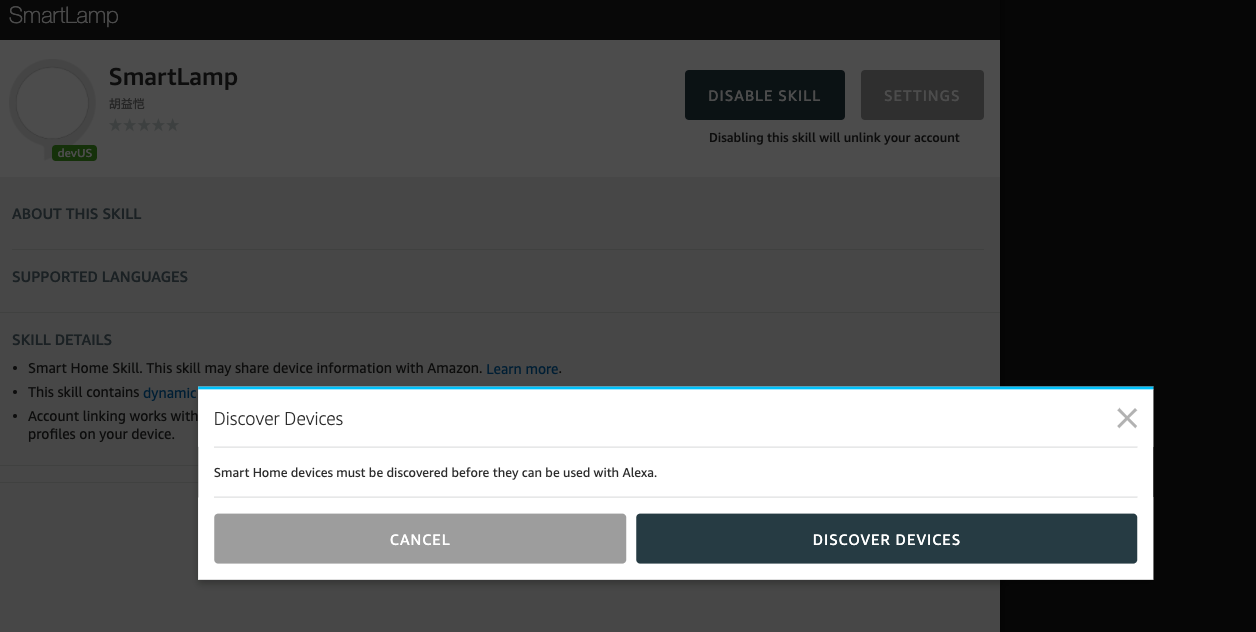 SmartLamp
SmartLamp
胡益恺
devUS
DISABLE SKILL
SETTINGS
Disabling this skill will unlink your account
ABOUT THIS SKILL
SUPPORTED LANGUAGES
SKILL DETAILS
• Smart Home Skill. This skill may share device information with Amazon. Learn more.
• This skill contains dynamic
• Account linking works with
profiles on your device.
Discover Devices
Smart Home devices must be discovered before they can be used with Alexa.
CANCEL
DISCOVER DEVICES